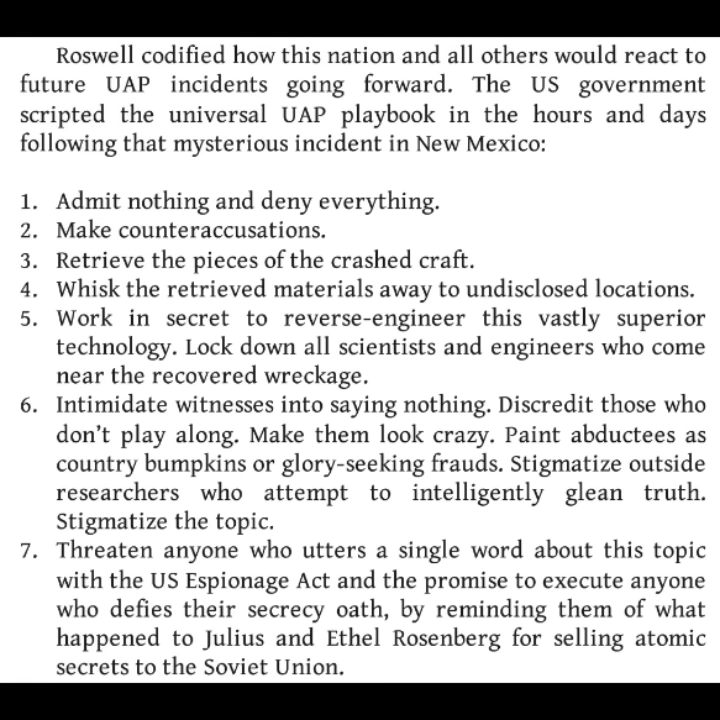 Roswell codified how this nation and all others would react to
future UAP incidents going forward. The US government
scripted the universal UAP playbook in the hours and days
following that mysterious incident in New Mexico:
1. Admit nothing and deny everything.
2. Make counteraccusations.
3. Retrieve the pieces of the crashed craft.
4. Whisk the retrieved materials away to undisclosed locations.
5. Work in secret to reverse-engineer this vastly superior
technology. Lock down all scientists and engineers who come
near the recovered wreckage.
6. Intimidate witnesses into saying nothing. Discredit those who
don’t play along. Make them look crazy. Paint abductees as
country bumpkins or glory-seeking frauds. Stigmatize outside
researchers who attempt to intelligently glean truth.
Stigmatize the topic.
7. Threaten anyone who utters a single word about this topic
with the US Espionage Act and the promise to execute anyone
who defies their secrecy oath, by reminding them of what
happened to Julius and Ethel Rosenberg for selling atomic
secrets to the Soviet Union.